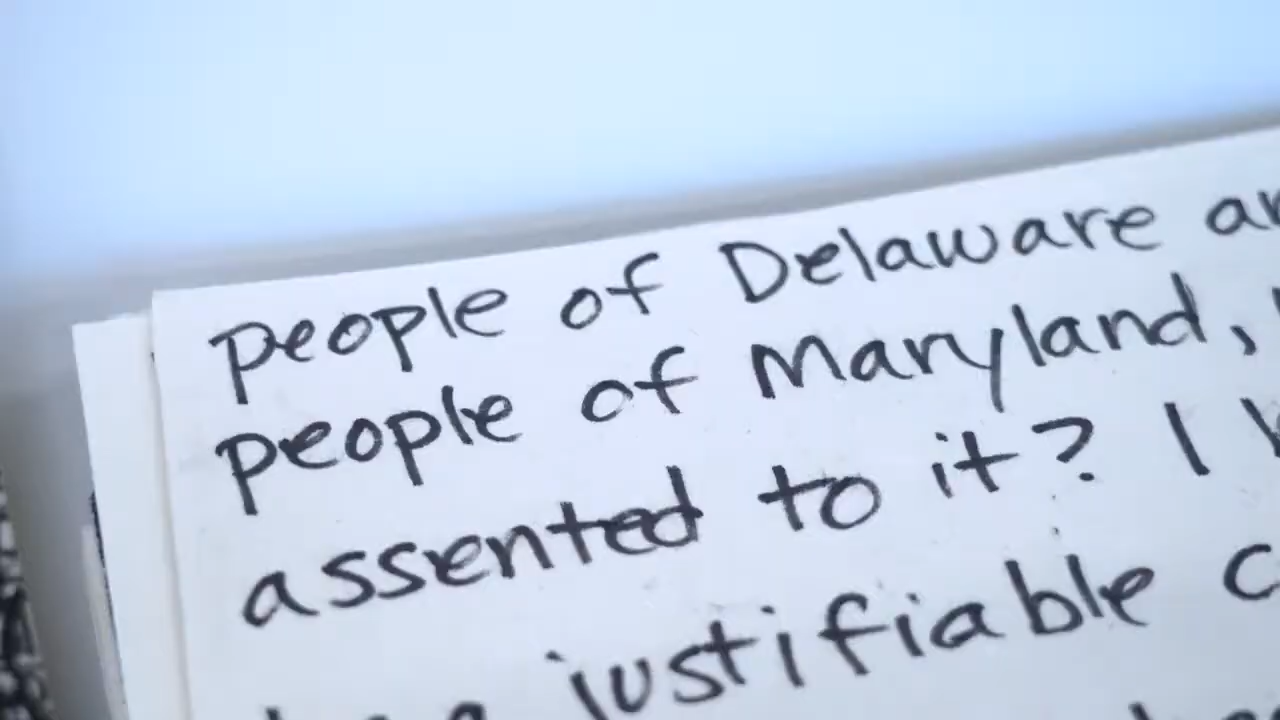 people of Delaware
people of Maryland,
assented to it? I
justifiable